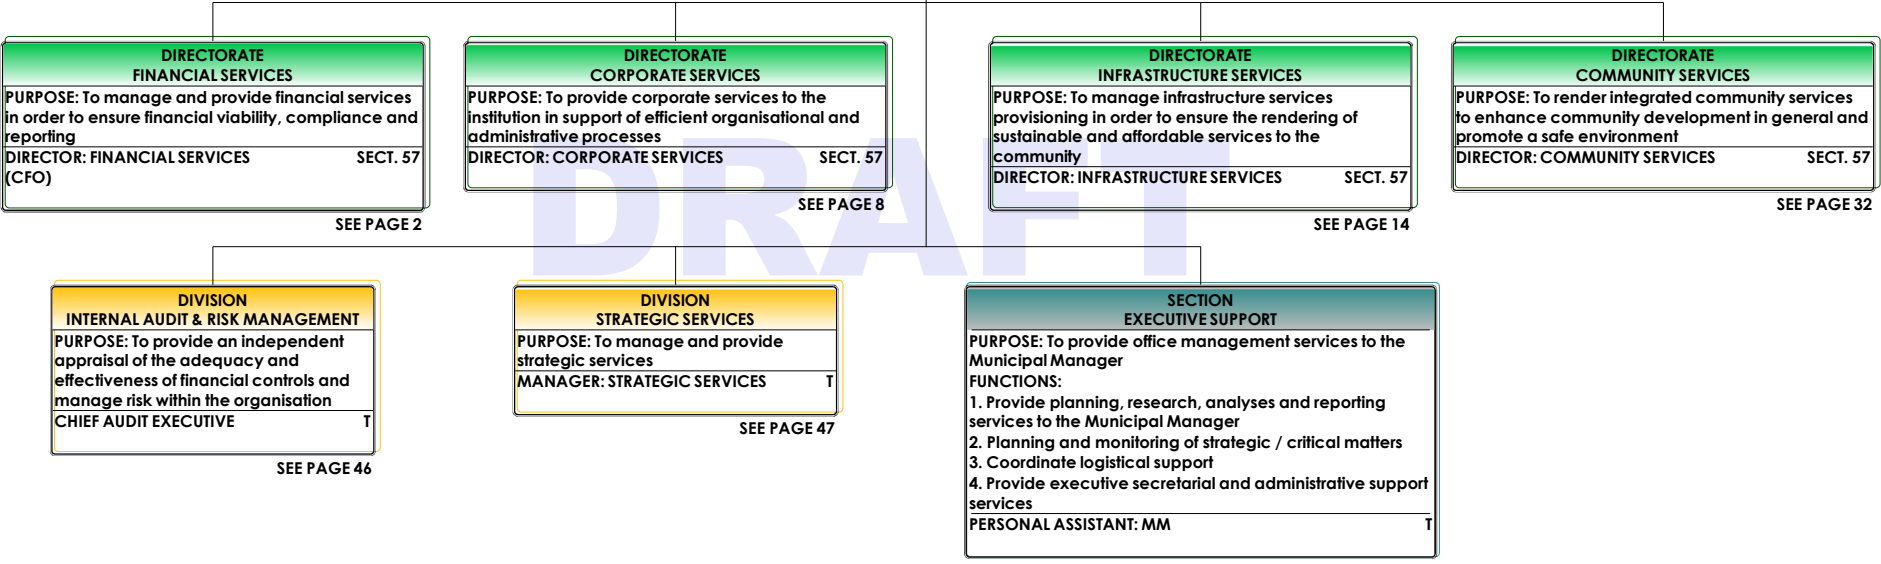 DIRECTORATE
FINANCIAL SERVICES
PURPOSE: To manage and provide financial services
in order to ensure financial viability, compliance and
reporting
DIRECTOR: FINANCIAL SERVICES SECT. 57
(CFO)
SEE PAGE 2
DIRECTORATE
CORPORATE SERVICES
PURPOSE: To provide corporate services to the
institution in support of efficient organisational and
administrative processes
DIRECTOR: CORPORATE SERVICES SECT. 57
SEE PAGE 8
DIRECTORATE
INFRASTRUCTURE SERVICES
PURPOSE: To manage infrastructure services
provisioning in order to ensure the rendering of
sustainable and affordable services to the
community
DIRECTOR: INFRASTRUCTURE SERVICES SECT. 57
SEE PAGE 14
DIRECTORATE
COMMUNITY SERVICES
PURPOSE: To render integrated community services
to enhance community development in general and
promote a safe environment
DIRECTOR: COMMUNITY SERVICES SECT. 57
SEE PAGE 32
DRAFT
DIVISION
INTERNAL AUDIT & RISK MANAGEMENT
PURPOSE: To provide an independent
appraisal of the adequacy and
effectiveness of financial controls and
manage risk within the organisation
CHIEF AUDIT EXECUTIVE T
SEE PAGE 46
DIVISION
STRATEGIC SERVICES
PURPOSE: To manage and provide
strategic services
MANAGER: STRATEGIC SERVICES T
SEE PAGE 47
SECTION
EXECUTIVE SUPPORT
PURPOSE: To provide office management services to the
Municipal Manager
FUNCTIONS:
1. Provide planning, research, analyses and reporting
services to the Municipal Manager
2. Planning and monitoring of strategic / critical matters
3. Coordinate logistical support
4. Provide executive secretarial and administrative support
services
PERSONAL ASSISTANT: MM T